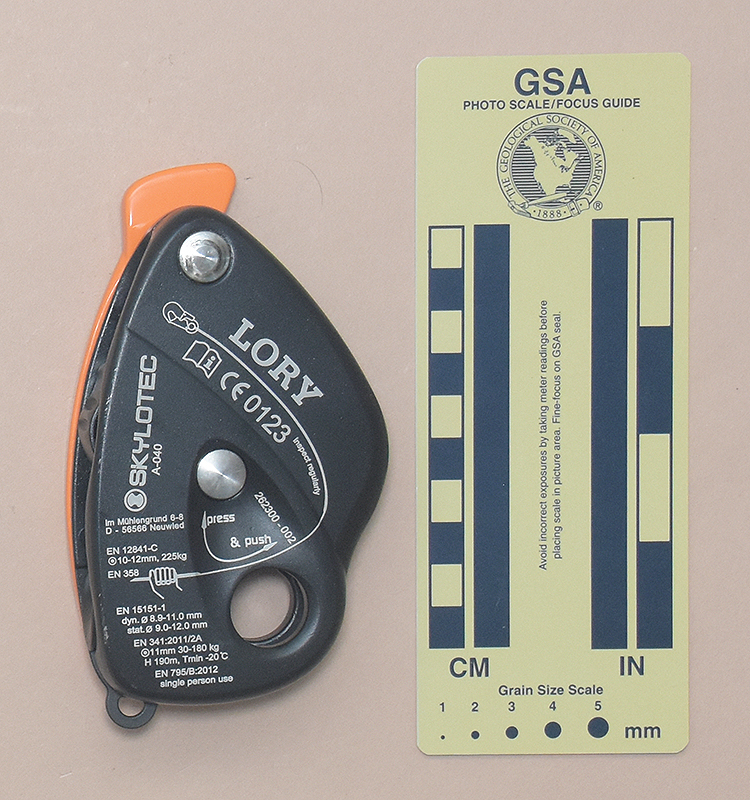 LORY
CE 0123
Inspect regularly
SKYLOTEC
A-040
262300 - 002
press
& push
Im Mühlengrund 6-8
D - 56566 Neuwied
EN 12841-C
10-12mm, 225kg
EN 358
EN 15151-1
dyn. ø 8.9-11.0 mm
stat. ø 9.0-12.0 mm
EN 341:2011/2A
11mm 30-180 kg
H 190m, Tmin -20°C
EN 795/B:2012
single person use
GSA
PHOTO SCALE/FOCUS GUIDE
THE GEOLOGICAL SOCIETY OF AMERICA
1888
®
Avoid incorrect exposures by taking meter readings before
placing scale in picture area. Fine-focus on GSA seal.
CM IN
Grain Size Scale
1 2 3 4 5
mm